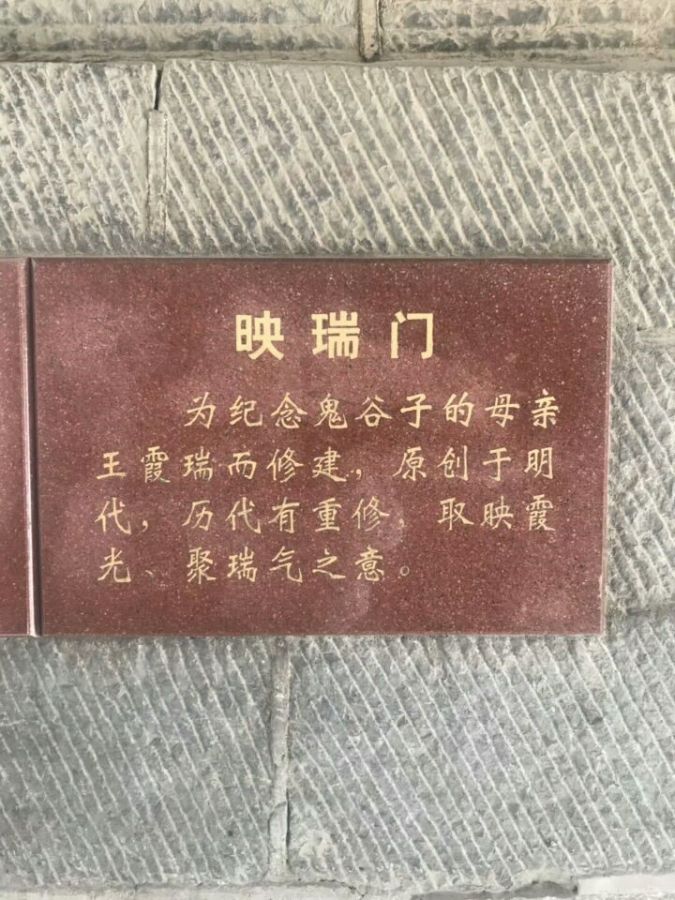 映瑞门
为纪念鬼谷子的母亲
王霞瑞而修建，原创于明
代，历代有重修，取映霞
光、聚瑞气之意。